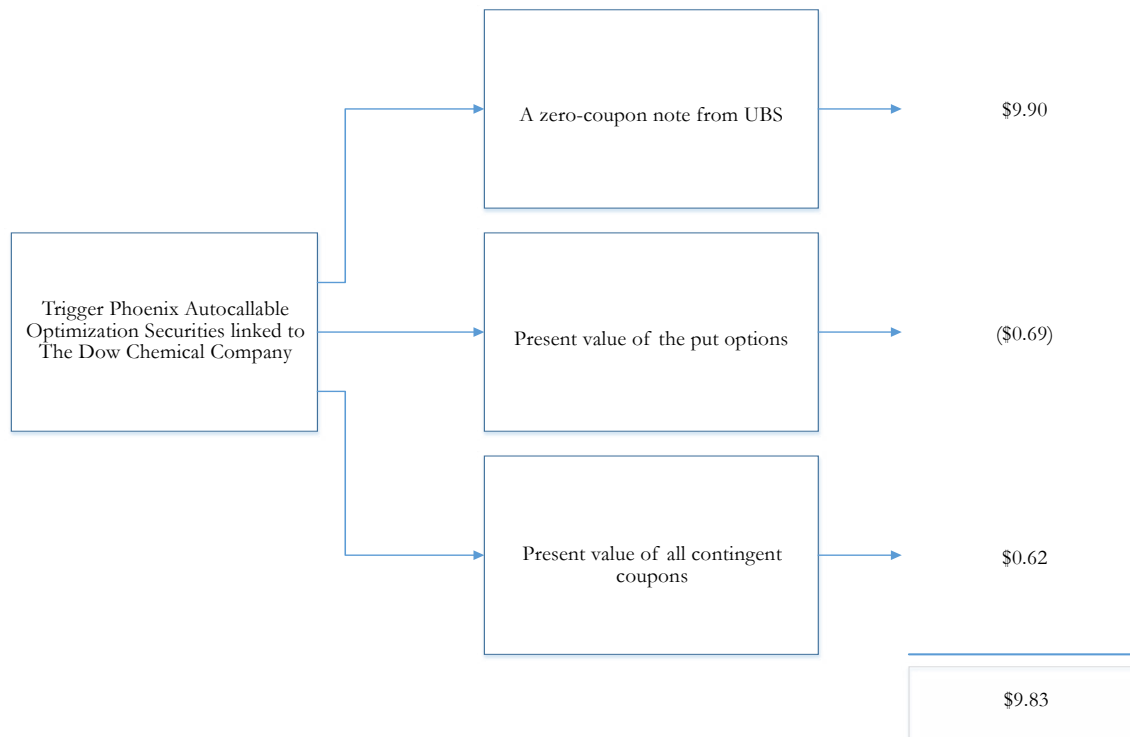 A zero-coupon note from UBS
$9.90
Trigger Phoenix Autocallable
Optimization Securities linked to
The Dow Chemical Company
Present value of the put options
($0.69)
Present value of all contingent
coupons
$0.62
$9.83